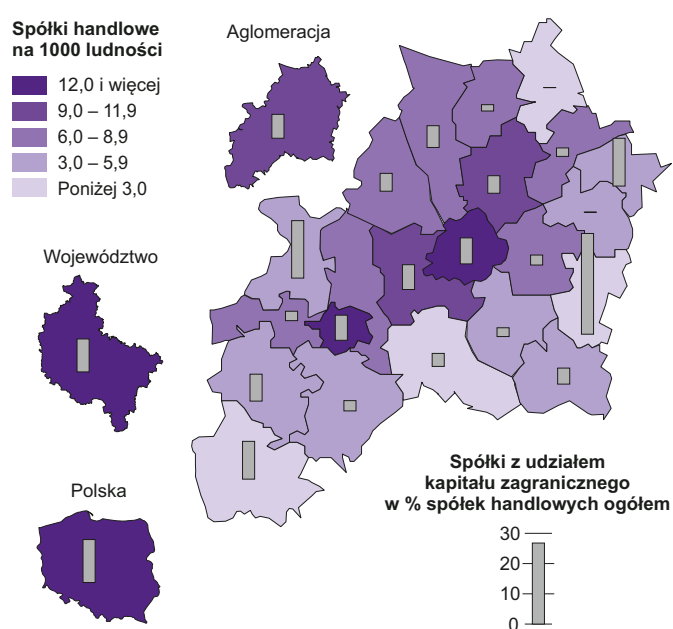 Spółki handlowe
na 1000 ludności
12,0 i więcej
9,0 – 11,9
6,0 – 8,9
3,0 – 5,9
Poniżej 3,0
Aglomeracja
Województwo
Polska
Spółki z udziałem
kapitału zagranicznego
w % spółek handlowych ogółem
30
20
10
0